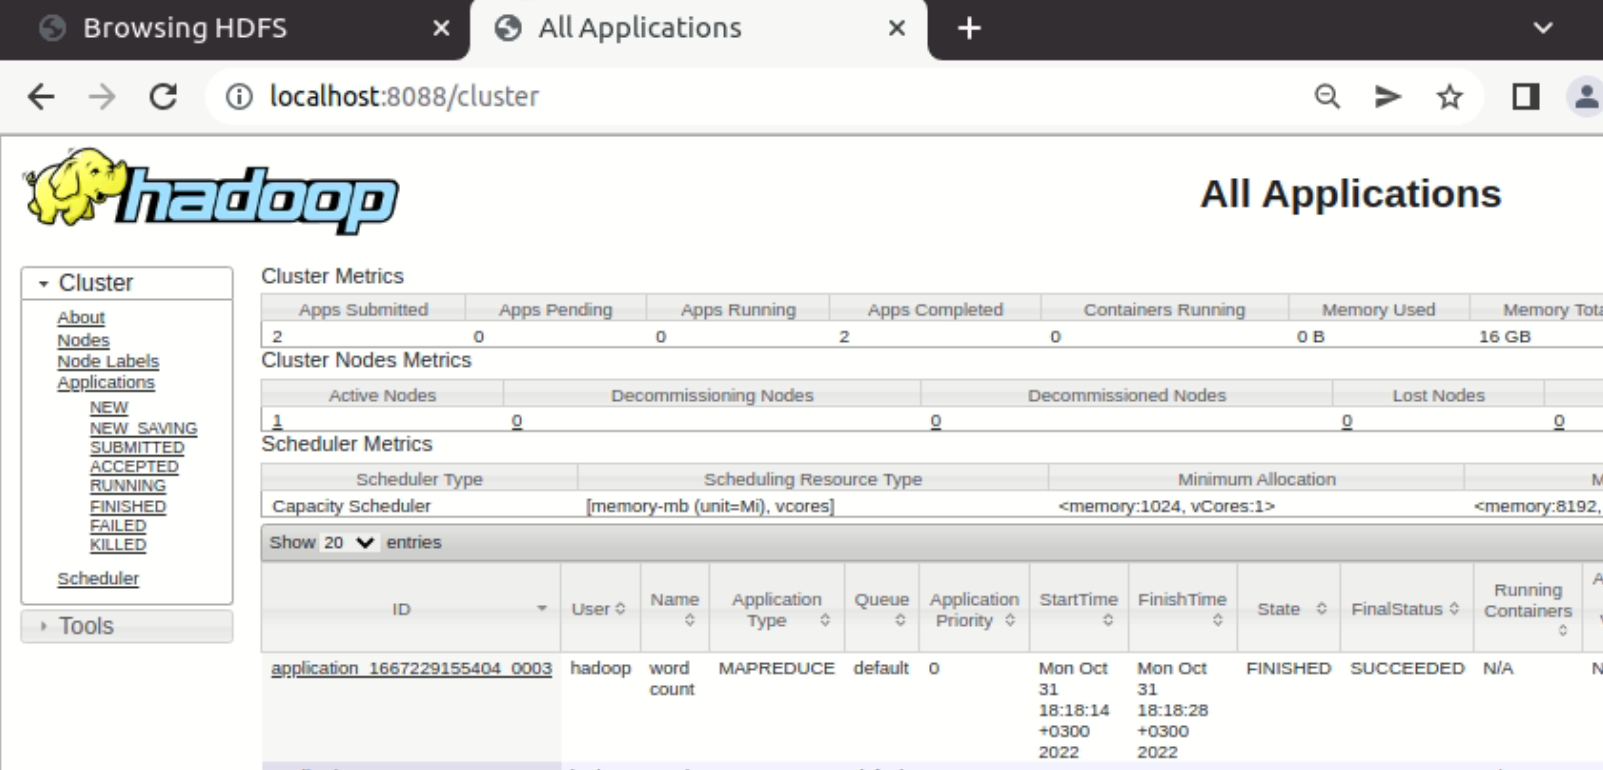 Browsing HDFS
All Applications
localhost:8088/cluster
hadoop
All Applications
Cluster
About
Nodes
Node Labels
Applications
NEW
NEW_SAVING
SUBMITTED
ACCEPTED
RUNNING
FINISHED
FAILED
KILLED
Scheduler
Tools
Cluster Metrics
Apps Submitted Apps Pending Apps Running Apps Completed Containers Running Memory Used Memory Tota
2 0 0 2 0 0 B 16 GB
Cluster Nodes Metrics
Active Nodes Decommissioning Nodes Decommissioned Nodes Lost Nodes
1 0 0 0 0
Scheduler Metrics
Scheduler Type Scheduling Resource Type Minimum Allocation M
Capacity Scheduler [memory-mb (unit=Mi), vcores] <memory:1024, vCores:1> <memory:8192,
Show 20 entries
ID User Name Application Type Queue Application Priority StartTime FinishTime State FinalStatus Running Containers
application_1667229155404_0003 hadoop word count MAPREDUCE default 0 Mon Oct 31 18:18:14 +0300 2022 Mon Oct 31 18:18:28 +0300 2022 FINISHED SUCCEEDED N/A N